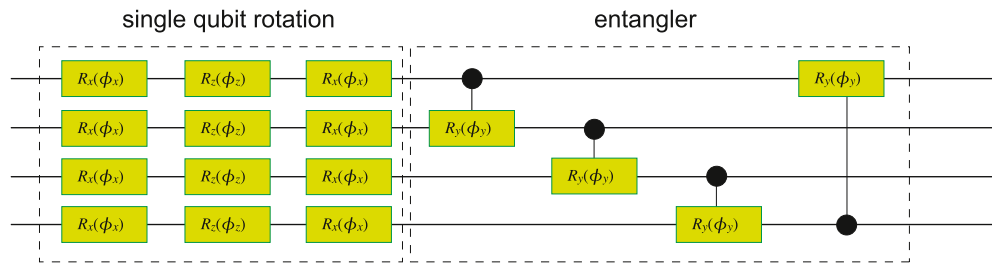 single qubit rotation entangler
Rx(ϕx) Rz(ϕz) Rx(ϕx) Ry(ϕy)
Rx(ϕx) Rz(ϕz) Rx(ϕx) Ry(ϕy)
Rx(ϕx) Rz(ϕz) Rx(ϕx) Ry(ϕy)
Rx(ϕx) Rz(ϕz) Rx(ϕx) Ry(ϕy)